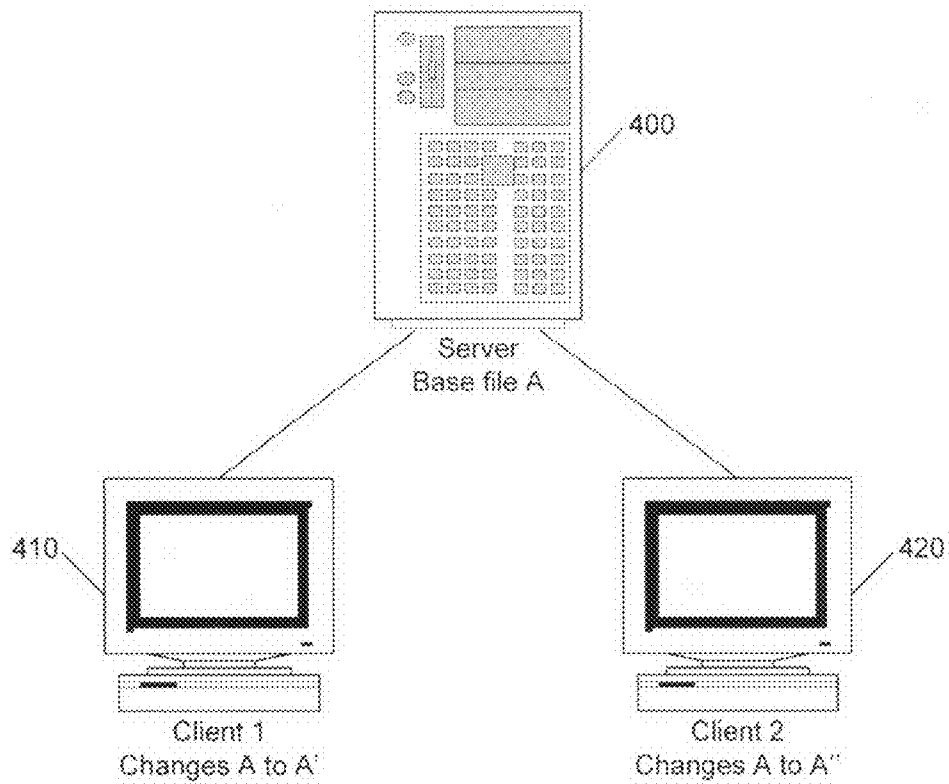 400
Server
Base file A
410
420
Client 1
Changes A to A'
Client 2
Changes A to A''